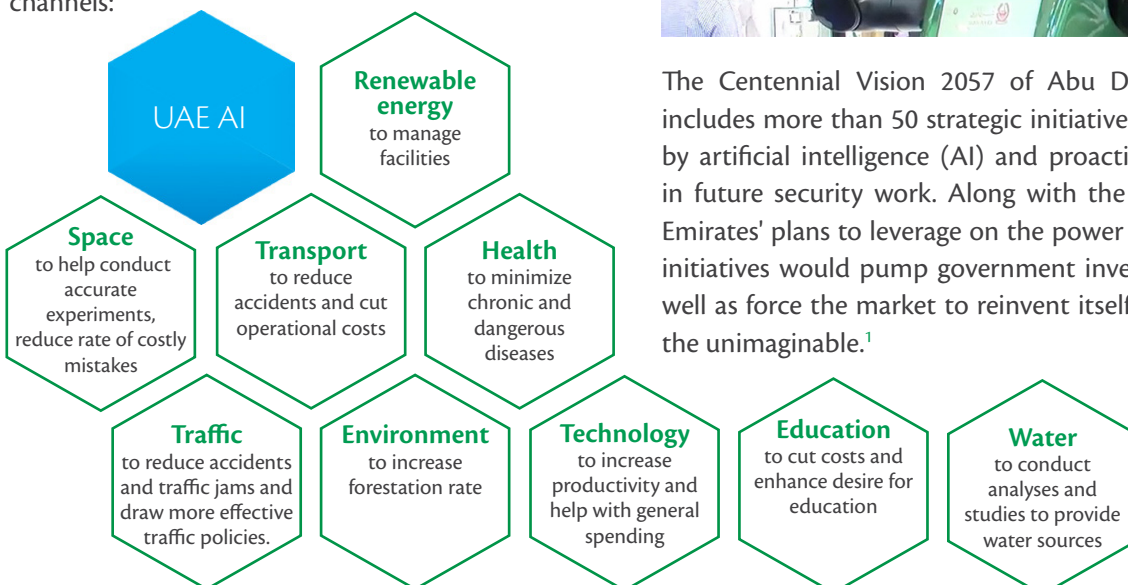 channels:
UAE AI
Renewable
energy
to manage
facilities
Space
to help conduct
accurate
experiments,
reduce rate of costly
mistakes
Transport
to reduce
accidents and cut
operational costs
Health
to minimize
chronic and
dangerous
diseases
The Centennial Vision 2057 of Abu D
includes more than 50 strategic initiative
by artificial intelligence (AI) and proacti
in future security work. Along with the
Emirates' plans to leverage on the power
initiatives would pump government inve
well as force the market to reinvent itself
the unimaginable.1
Traffic
to reduce accidents
and traffic jams and
draw more effective
traffic policies.
Environment
to increase
forestation rate
Technology
to increase
productivity and
help with general
spending
Education
to cut costs and
enhance desire for
education
Water
to conduct
analyses and
studies to provide
water sources